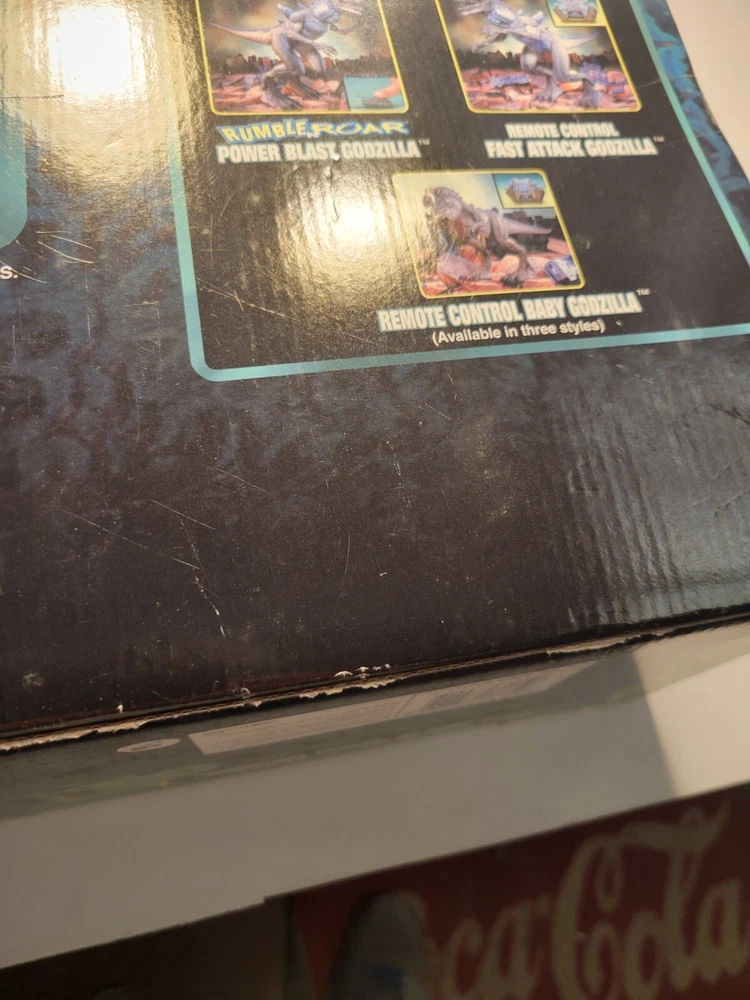 RUMBLE ROAR
POWER BLAST GODZILLA™
REMOTE CONTROL
FAST ATTACK GODZILLA™
s.
REMOTE CONTROL BABY GODZILLA™
(Available in three styles)
ca-Cola